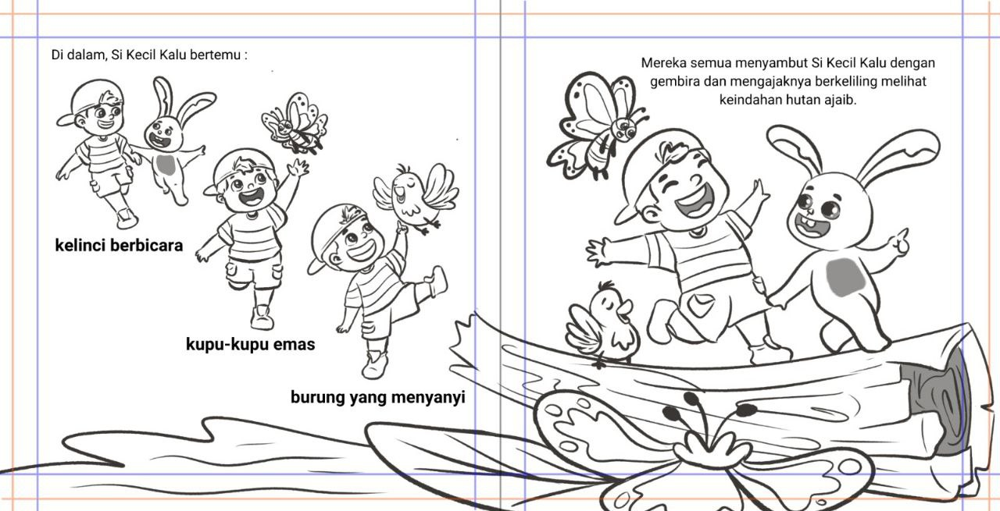 Di dalam, Si Kecil Kalu bertemu :
kelinci berbicara
kupu-kupu emas
burung yang menyanyi
Mereka semua menyambut Si Kecil Kalu dengan
gembira dan mengajaknya berkeliling melihat
keindahan hutan ajaib.